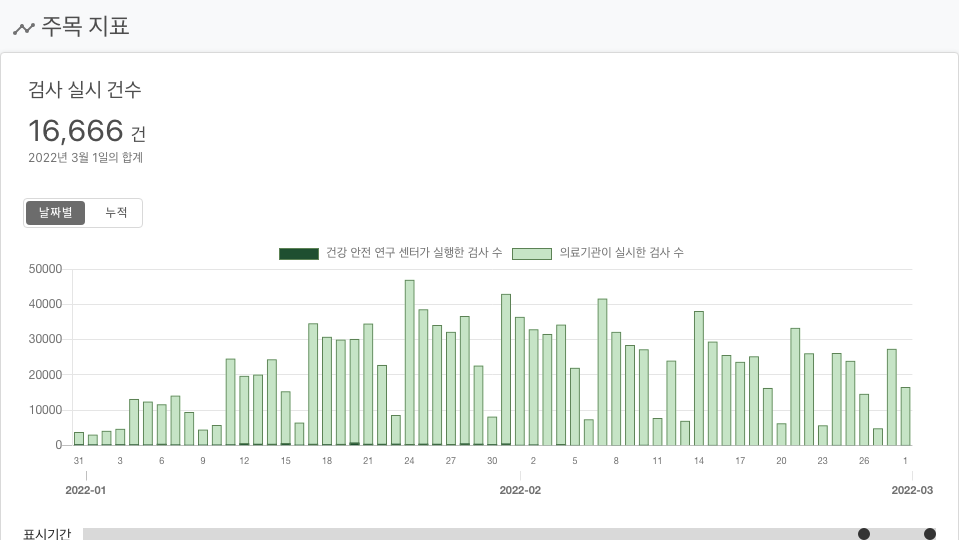 주목 지표
검사 실시 건수
16,666 건
2022년 3월 1일의 합계
날짜별 누적
건강 안전 연구 센터가 실행한 검사 수 의료기관이 실시한 검사 수
50000
40000
30000
20000
10000
0
31 3 6 9 12 15 18 21 24 27 30 2 5 8 11 14 17 20 23 26 1
2022-01 2022-02 2022-03
표시기간